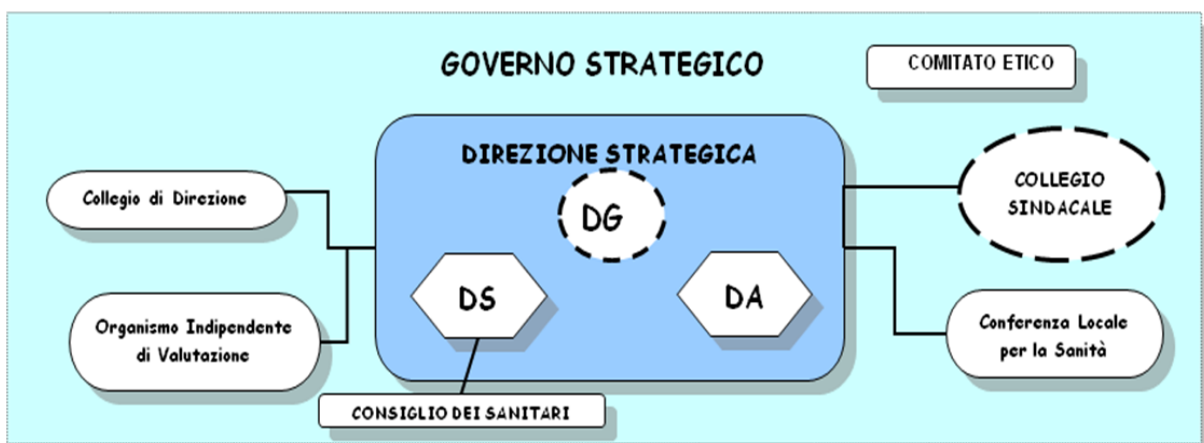 GOVERNO STRATEGICO
COMITATO ETICO
DIREZIONE STRATEGICA
Collegio di Direzione
DG
COLLEGIO
SINDACALE
DS
DA
Organismo Indipendente
di Valutazione
Conferenza Locale
per la Sanità
CONSIGLIO DEI SANITARI